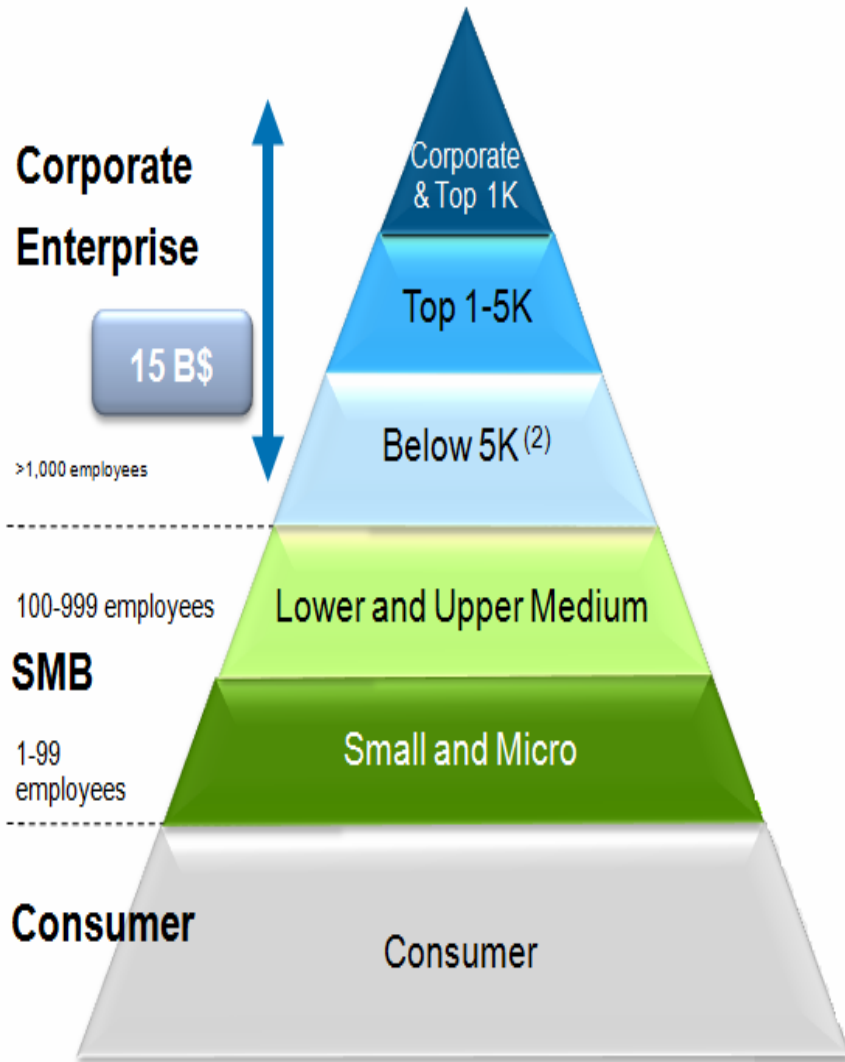 Corporate
& Top 1K
Corporate
Enterprise
Top 1-5K
15 B$
Below 5K (2)
>1,000 employees
100-999 employees
Lower and Upper Medium
SMB
Small and Micro
1-99
employees
Consumer
Consumer